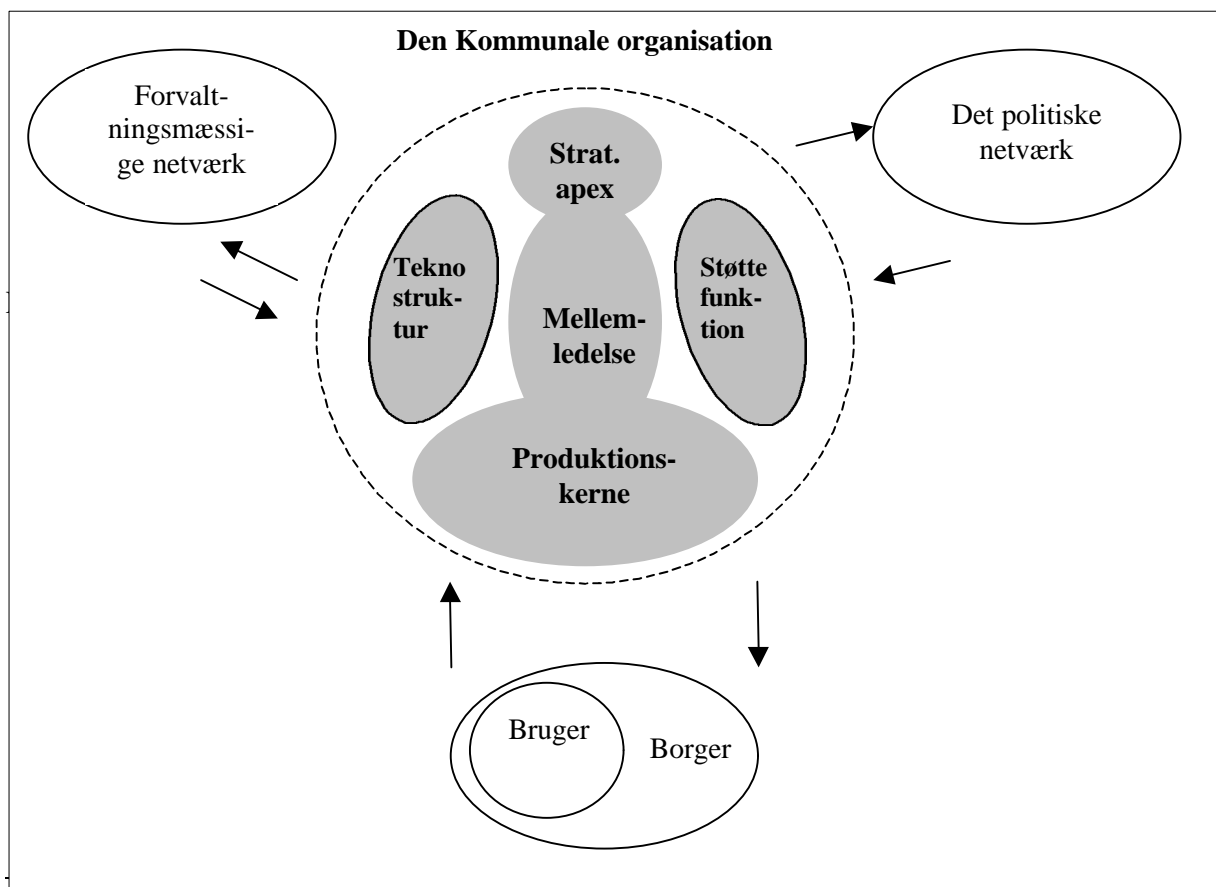 Den Kommunale organisation
Forvalt-
ningsmæssi-
ge netværk
Det politiske
netværk
Strat.
apex
Tekno
struk-
tur
Mellem-
ledelse
Støtte
funk-
tion
Produktions-
kerne
Bruger
Borger